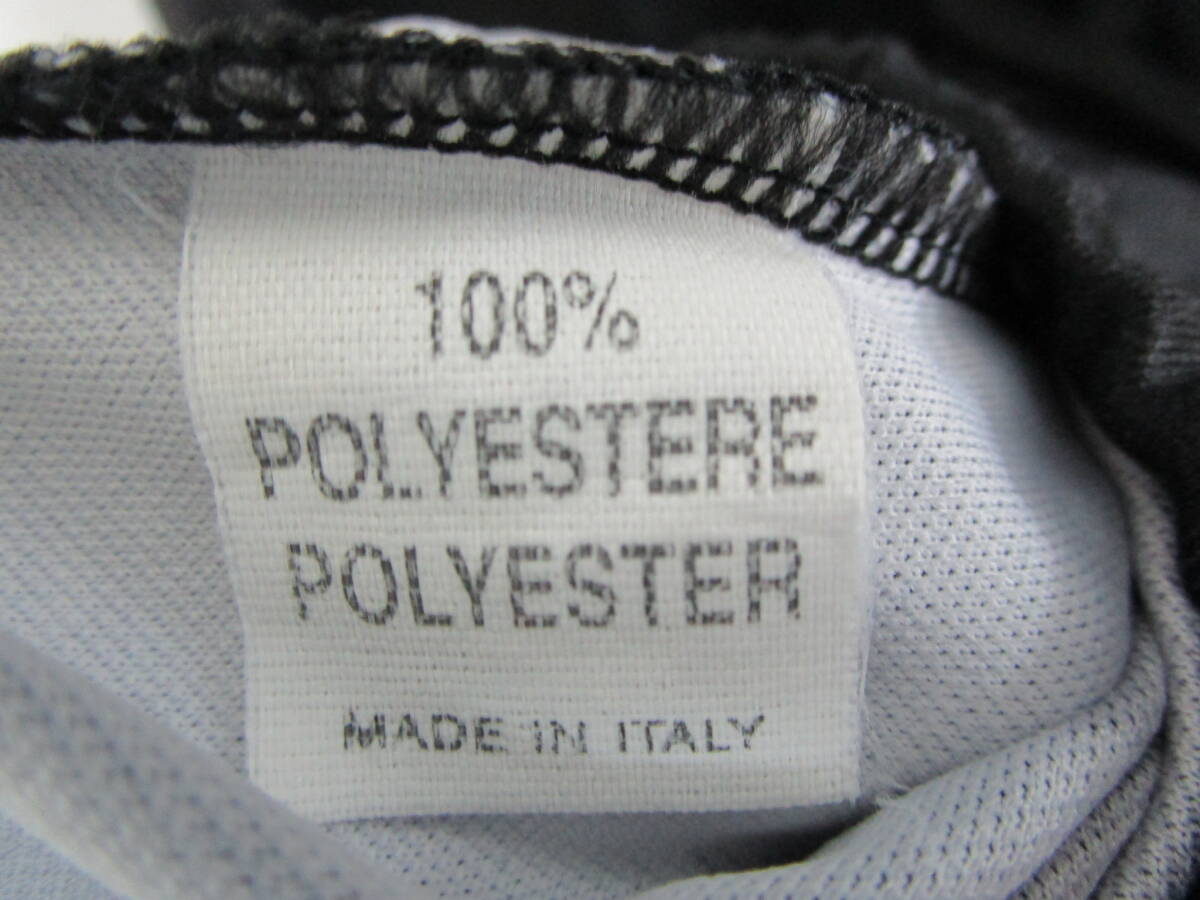 100%
POLYESTERE
POLYESTER
MADE IN ITALY